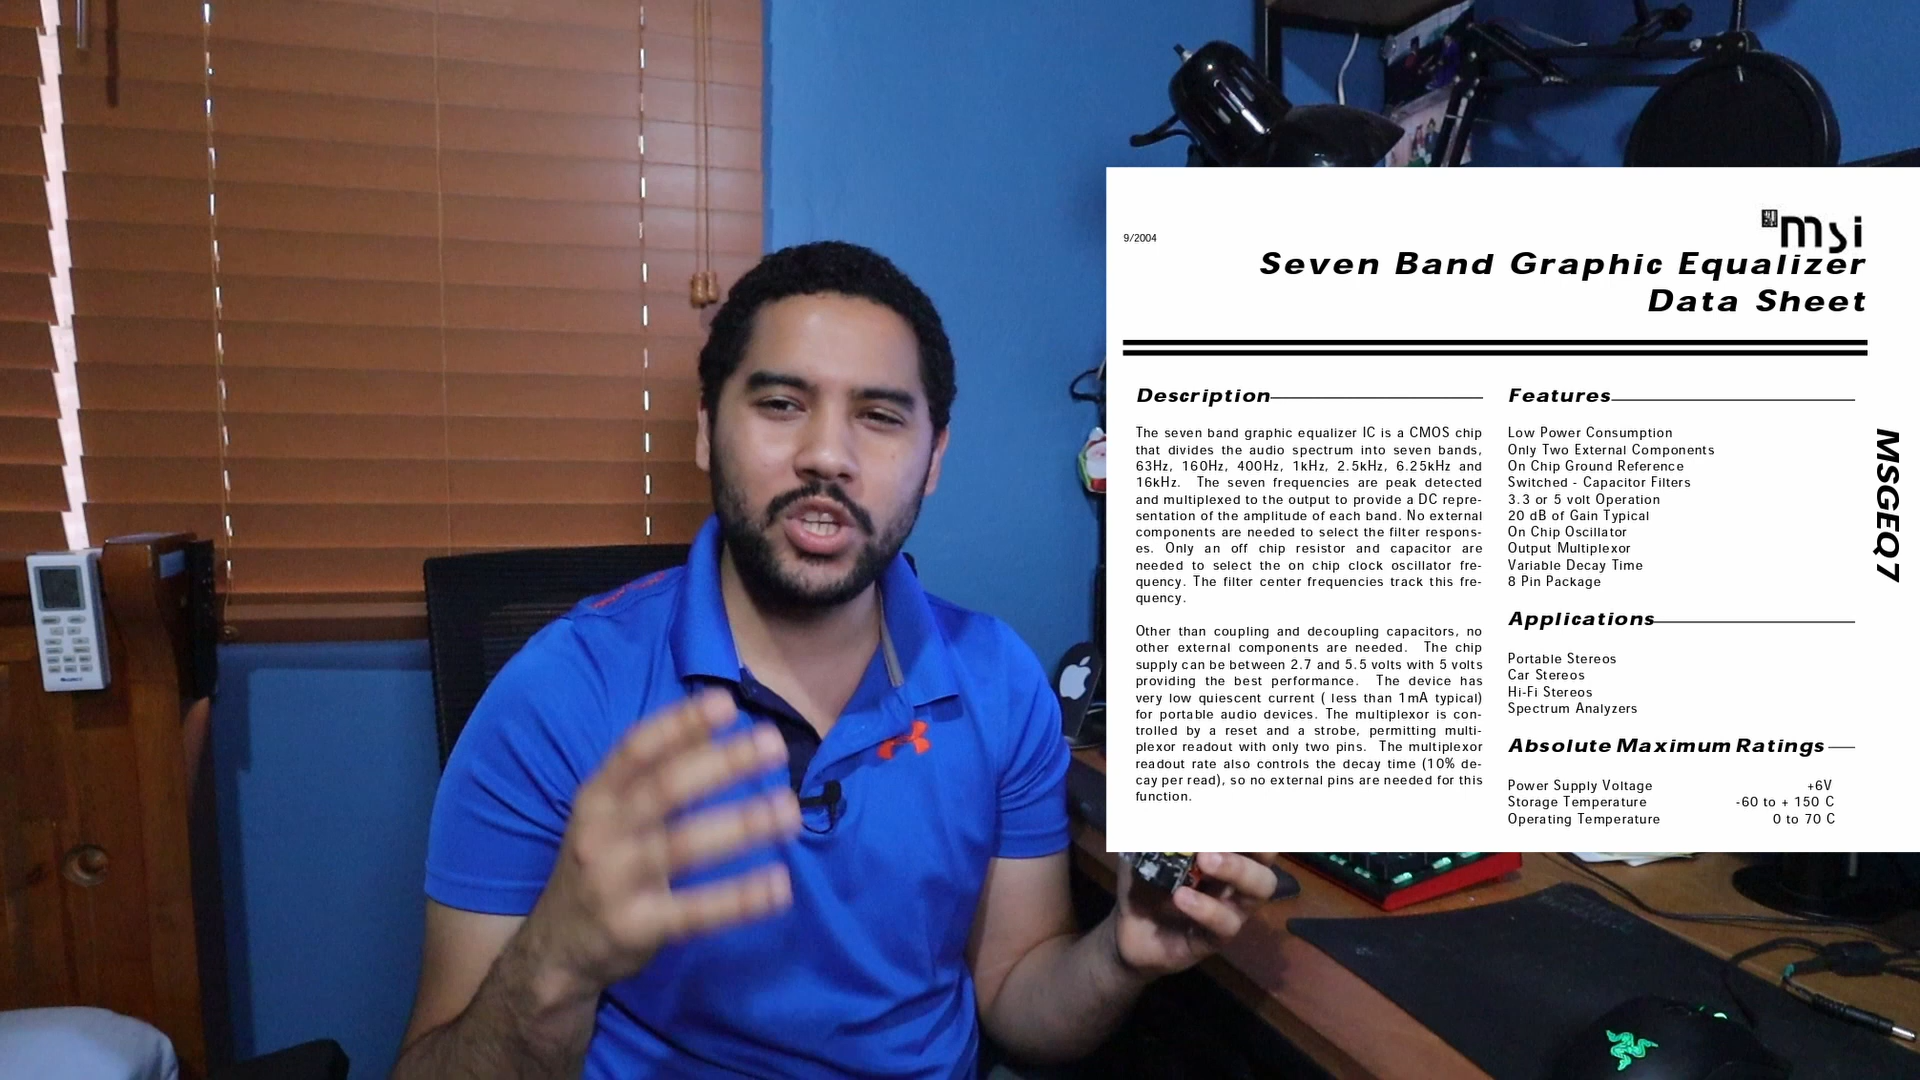 9/2004
msi
Seven Band Graphic Equalizer
Data Sheet
Description
The seven band graphic equalizer IC is a CMOS chip
that divides the audio spectrum into seven bands,
63Hz, 160Hz, 400Hz, 1kHz, 2.5kHz, 6.25kHz and
16kHz. The seven frequencies are peak detected
and multiplexed to the output to provide a DC repre-
sentation of the amplitude of each band. No external
components are needed to select the filter respons-
es. Only an off chip resistor and capacitor are
needed to select the on chip clock oscillator fre-
quency. The filter center frequencies track this fre-
quency.
Other than coupling and decoupling capacitors, no
other external components are needed. The chip
supply can be between 2.7 and 5.5 volts with 5 volts
providing the best performance. The device has
very low quiescent current ( less than 1mA typical)
for portable audio devices. The multiplexor is con-
trolled by a reset and a strobe, permitting multi-
plexor readout with only two pins. The multiplexor
readout rate also controls the decay time (10% de-
cay per read), so no external pins are needed for this
function.
Features
Low Power Consumption
Only Two External Components
On Chip Ground Reference
Switched - Capacitor Filters
3.3 or 5 volt Operation
20 dB of Gain Typical
On Chip Oscillator
Output Multiplexor
Variable Decay Time
8 Pin Package
Applications
Portable Stereos
Car Stereos
Hi-Fi Stereos
Spectrum Analyzers
Absolute Maximum Ratings
Power Supply Voltage +6V
Storage Temperature -60 to + 150 C
Operating Temperature 0 to 70 C
MSGEQ7